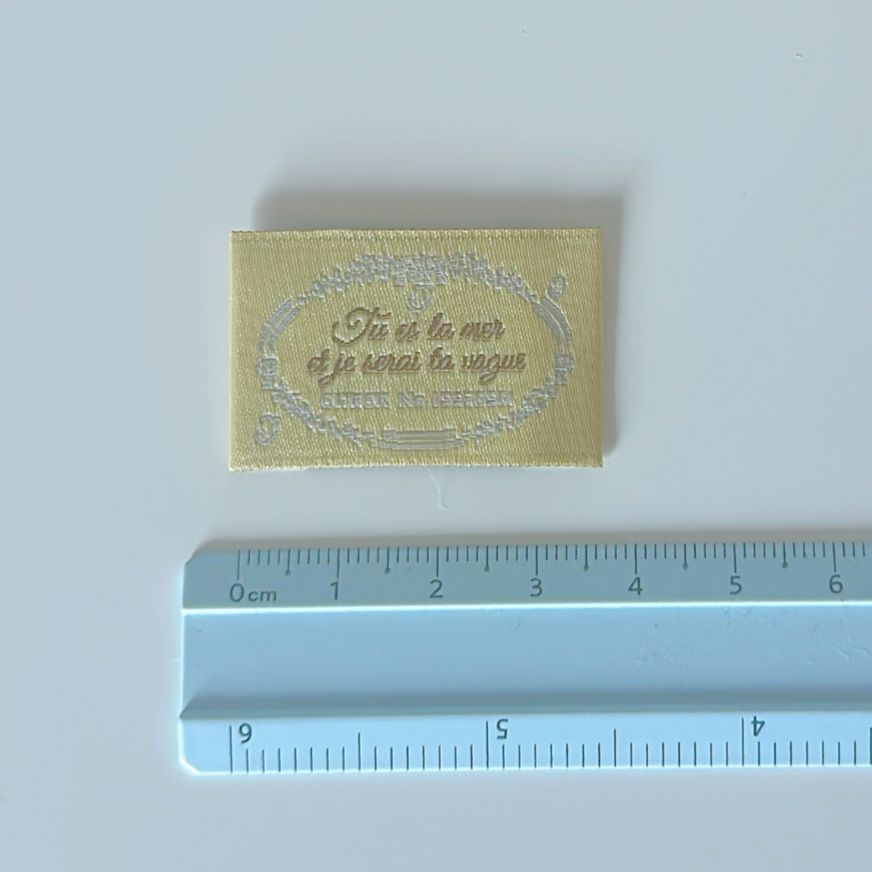 Tu es la mer
et je serai ta vague
0cm 1 2 3 4 5 6
6 5 4